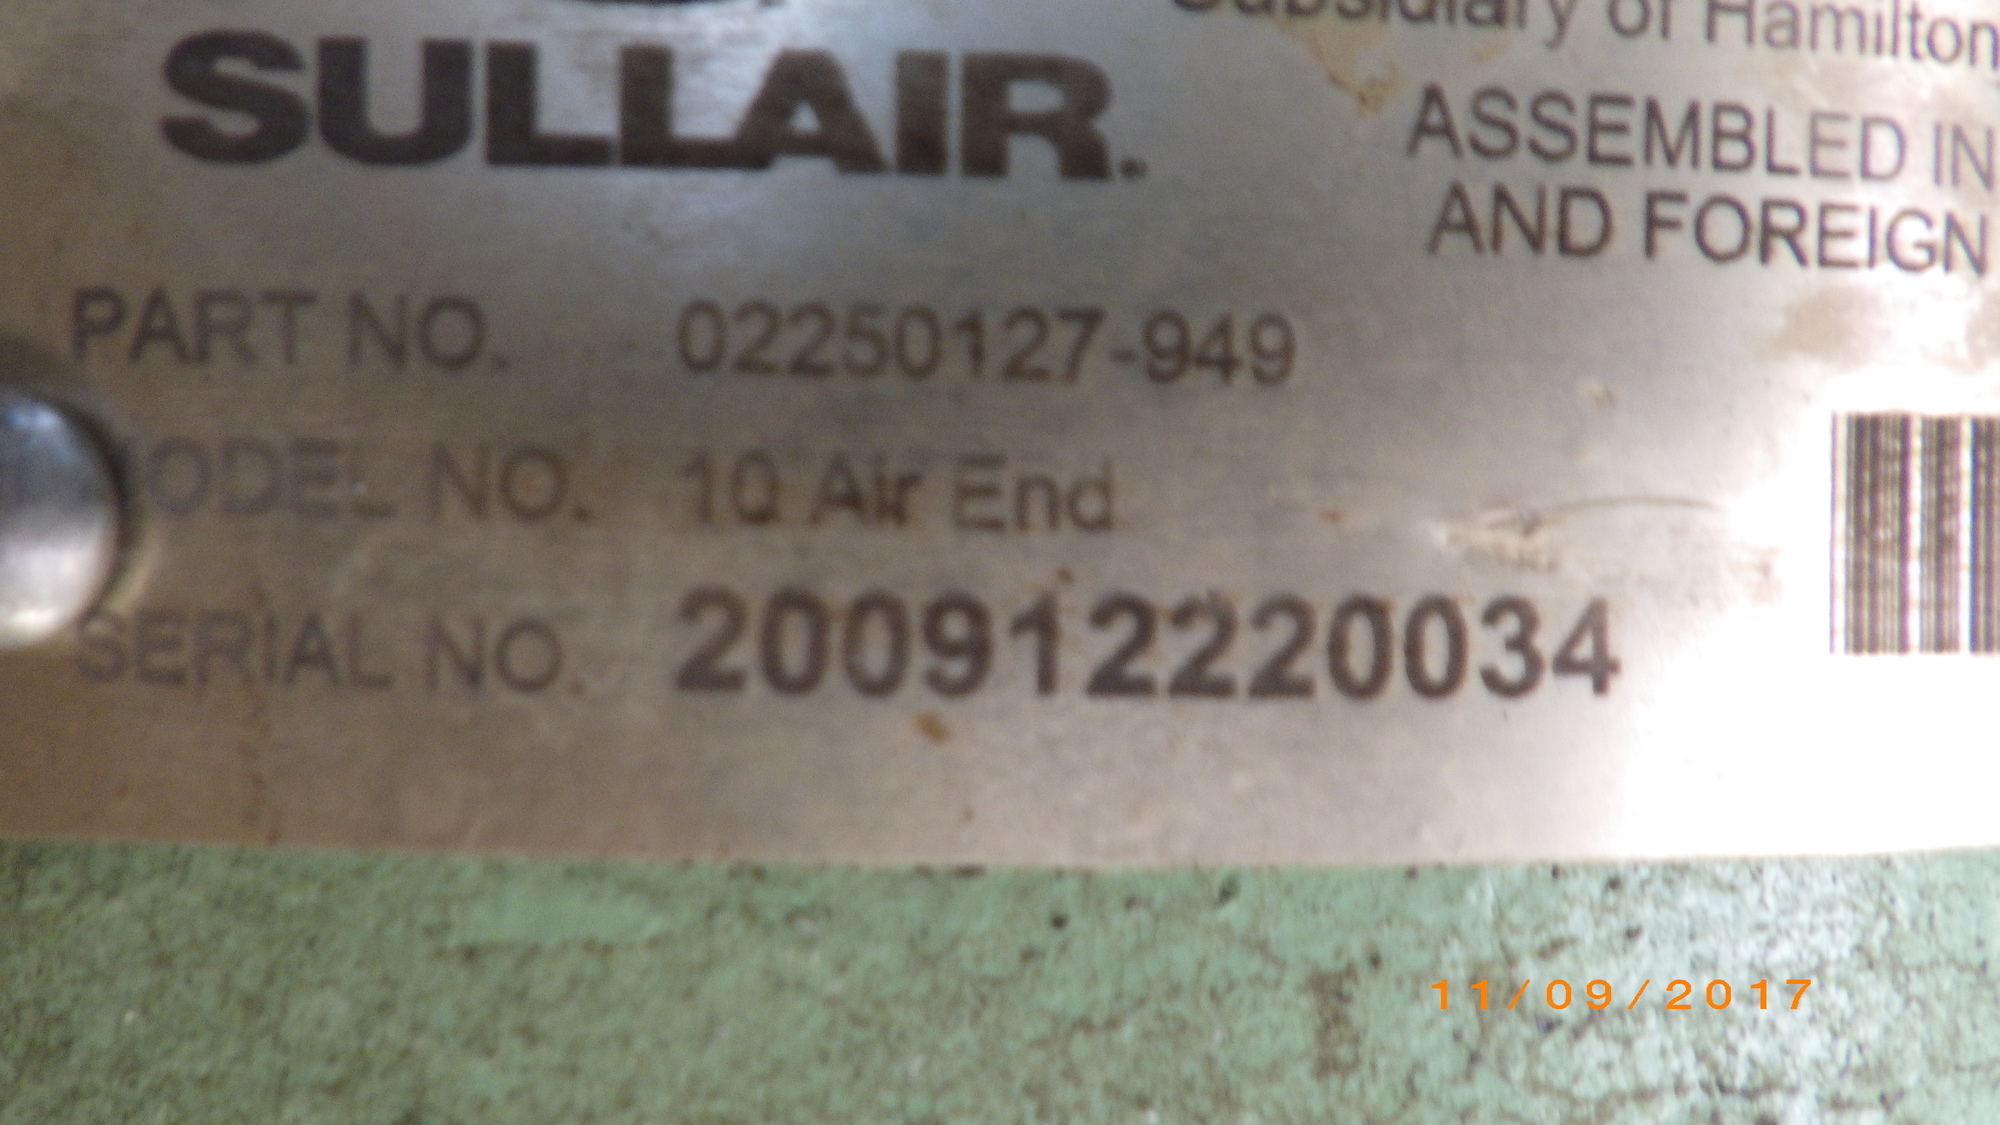 Subsidiary of Hamilton
SULLAIR
ASSEMBLED IN
AND FOREIGN
PART NO. 02250127-949
MODEL NO. 10 Air End
SERIAL NO. 200912220034
11/09/2017